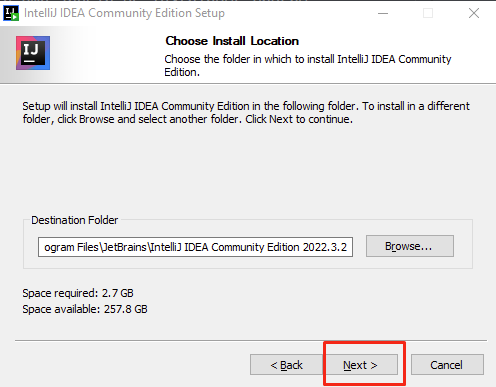 IntelliJ IDEA Community Edition Setup
IJ
Choose Install Location
Choose the folder in which to install IntelliJ IDEA Community
Edition.
Setup will install IntelliJ IDEA Community Edition in the following folder. To install in a different
folder, click Browse and select another folder. Click Next to continue.
Destination Folder
ogram Files\JetBrains\IntelliJ IDEA Community Edition 2022.3.2
Browse...
Space required: 2.7 GB
Space available: 257.8 GB
< Back
Next >
Cancel